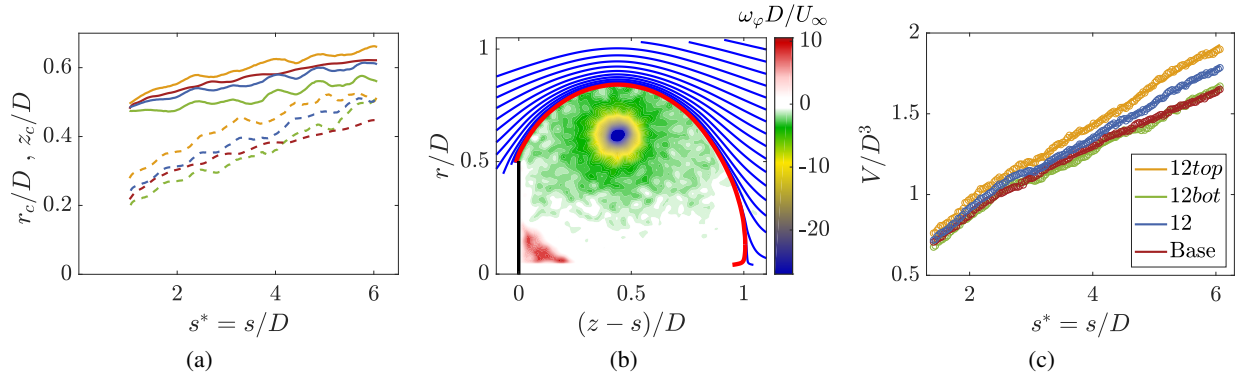 r_c/D , z_c/D
0.6
0.4
0.2
0
2
4
6
s* = s/D
(a)
ω_φ D/U_∞
r/D
1
0.5
0
0
0.5
1
(z − s)/D
10
0
-10
-20
(b)
V/D³
2
1.5
1
0.5
2
4
6
s* = s/D
12top
12bot
12
Base
(c)